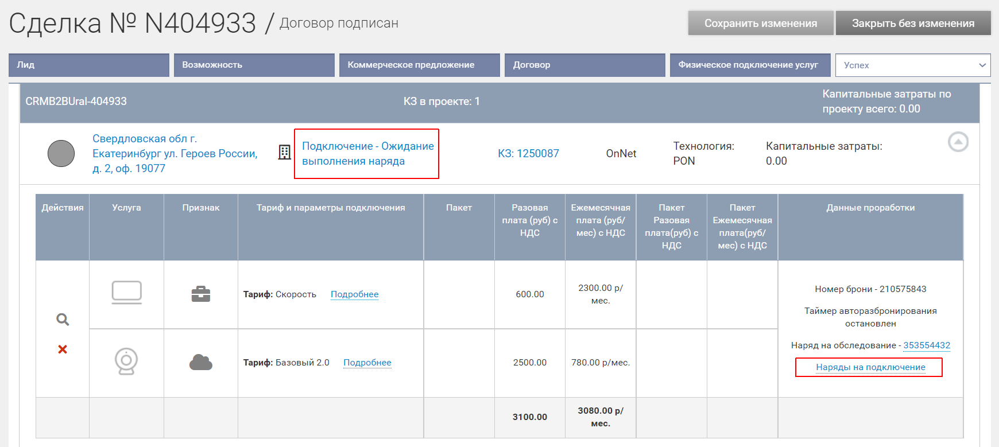 Сделка № N404933 / Договор подписан
Сохранить изменения
Закрыть без изменения
Лид
Возможность
Коммерческое предложение
Договор
Физическое подключение услуг
Успех
CRMB2BUral-404933
КЗ в проекте: 1
Капитальные затраты по
проекту всего: 0.00
Свердловская обл г.
Екатеринбург ул. Героев России,
д. 2, оф. 19077
Подключение - Ожидание
выполнения наряда
КЗ: 1250087
OnNet
Технология:
PON
Капитальные затраты:
0.00
Действия
Услуга
Признак
Тариф и параметры подключения
Пакет
Разовая
плата (руб) с
НДС
Ежемесячная
плата (руб/
мес) с НДС
Пакет
Разовая
плата(руб) с
НДС
Пакет
Ежемесячная
плата(руб/
мес) с НДС
Данные проработки
Тариф: Скорость Подробнее
600.00
2300.00 р/
мес.
Номер брони - 210575843
Таймер авторазбронирования
остановлен
Наряд на обследование - 353554432
Наряды на подключение
Тариф: Базовый 2.0 Подробнее
2500.00
780.00 р/мес.
3100.00
3080.00 р/
мес.